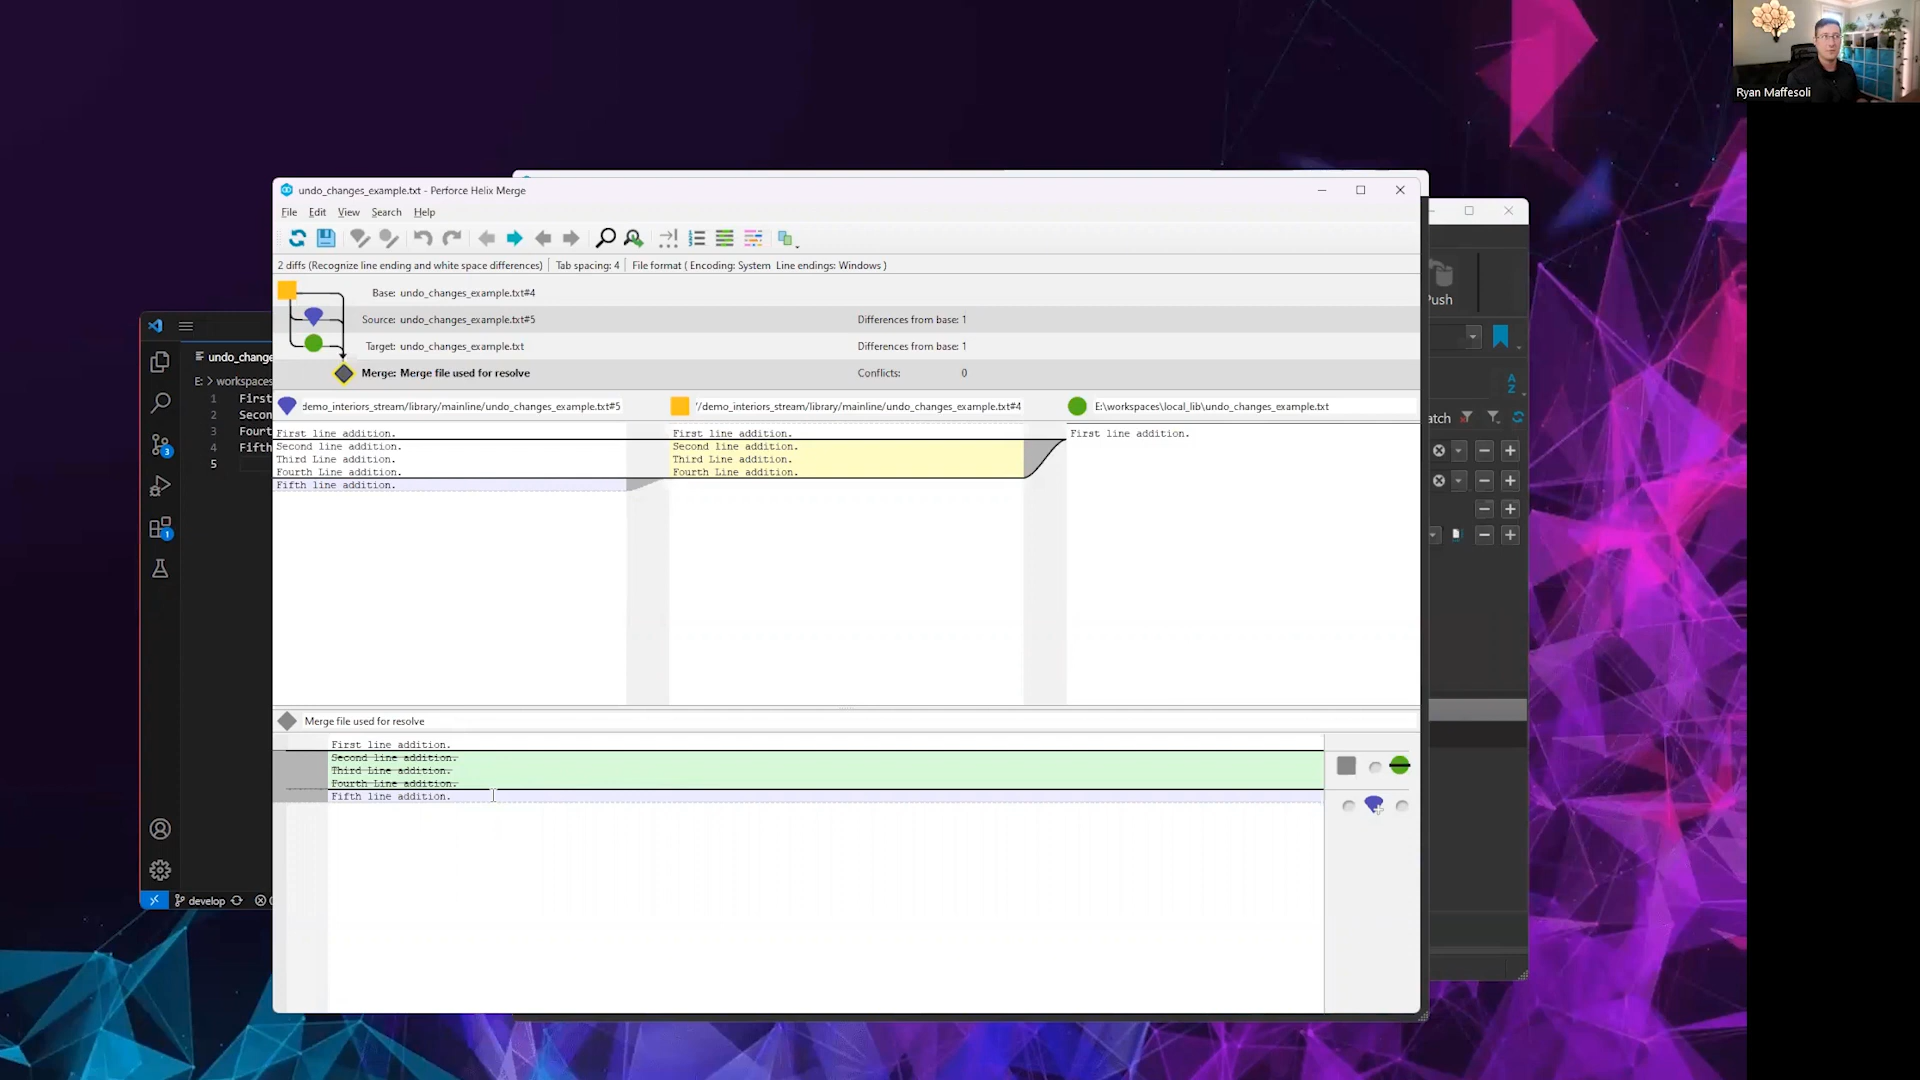 Ryan Maffesoli
undo_changes_example.txt - Perforce Helix Merge
File Edit View Search Help
2 diffs (Recognize line ending and white space differences) Tab spacing: 4 File format ( Encoding: System Line endings: Windows )
Base: undo_changes_example.txt#4
Source: undo_changes_example.txt#5 Differences from base: 1
Target: undo_changes_example.txt Differences from base: 1
Merge: Merge file used for resolve Conflicts: 0
demo_interiors_stream/library/mainline/undo_changes_example.txt#5
'/demo_interiors_stream/library/mainline/undo_changes_example.txt#4
E:\workspaces\local_lib\undo_changes_example.txt
First line addition.
Second line addition.
Third Line addition.
Fourth Line addition.
Fifth line addition.
First line addition.
Second line addition.
Third Line addition.
Fourth Line addition.
First line addition.
Merge file used for resolve
First line addition.
Second line addition.
Third Line addition.
Fourth Line addition.
Fifth line addition.
undo_change
E: > workspaces
1 First
2 Secon
3 Fourt
4 Fifth
5
3
1
develop
Push
atch